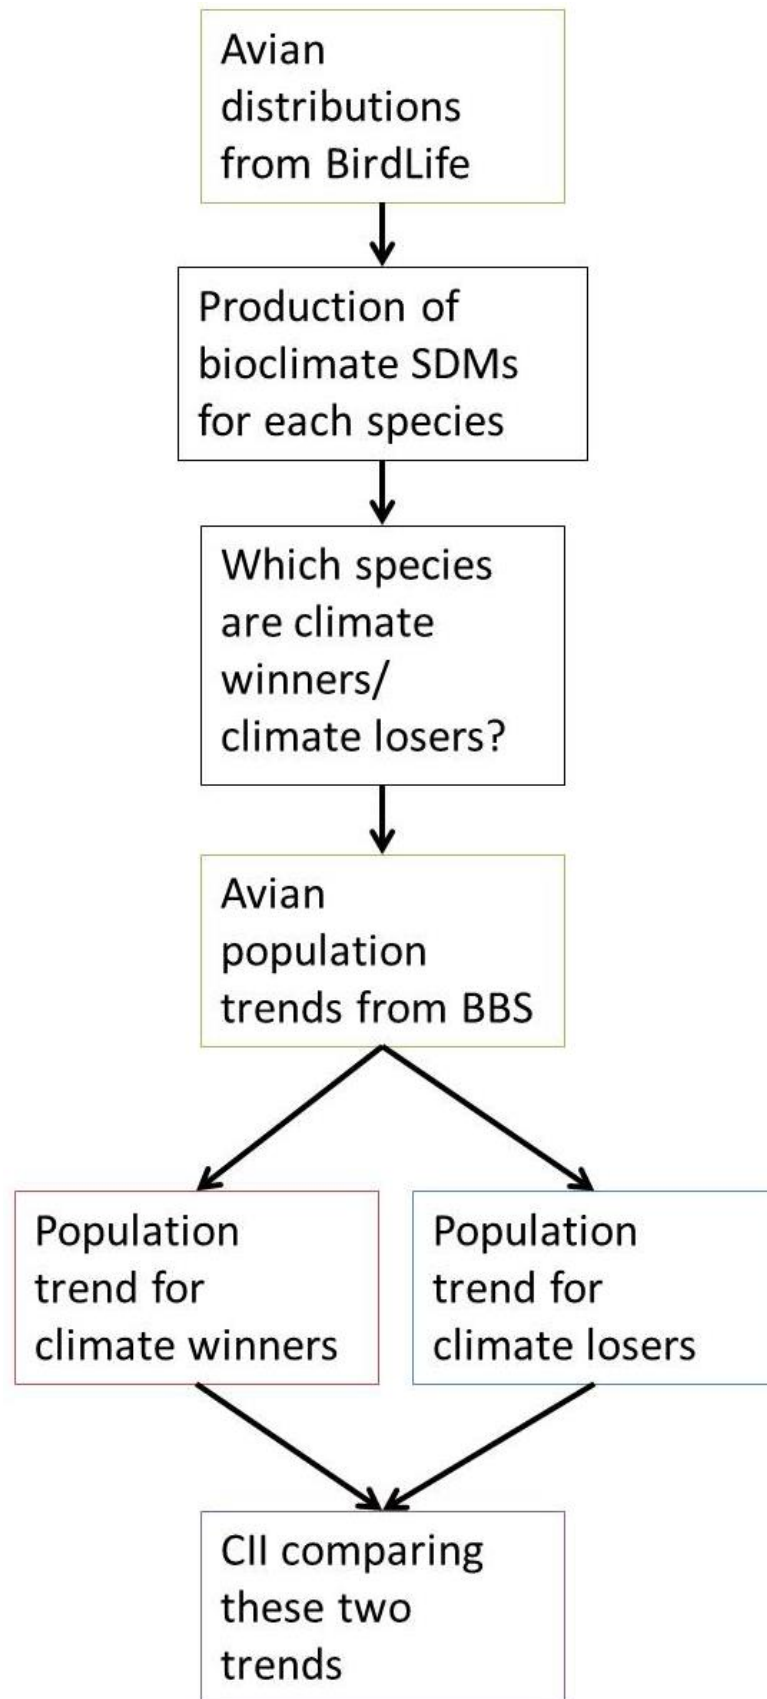 Avian
distributions
from BirdLife
Production of
bioclimate SDMs
for each species
Which species
are climate
winners/
climate losers?
Avian
population
trends from BBS
Population
trend for
climate winners
Population
trend for
climate losers
CII comparing
these two
trends